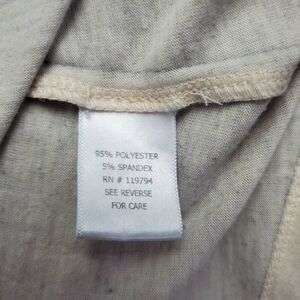 95% POLYESTER
5% SPANDEX
RN # 119794
SEE REVERSE
FOR CARE